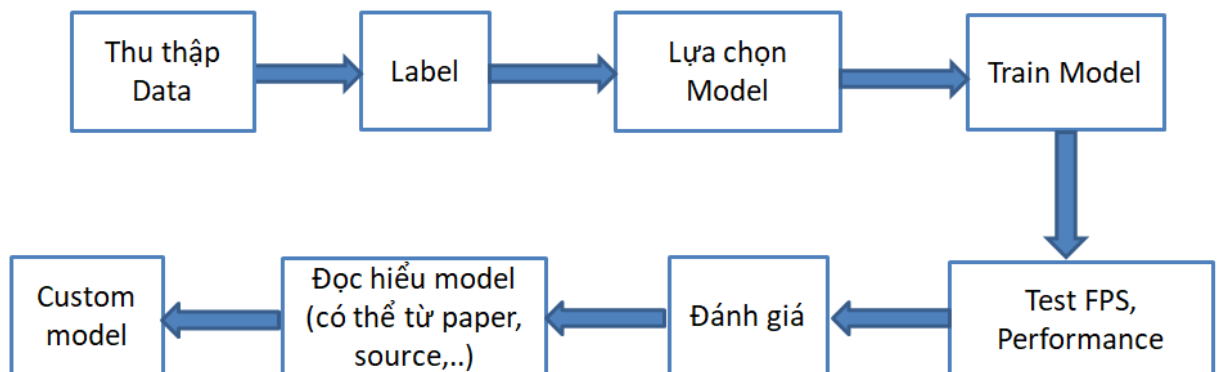 Thu thập
Data
Label
Lựa chọn
Model
Train Model
Test FPS,
Performance
Đánh giá
Đọc hiểu model
(có thể từ paper,
source,..)
Custom
model